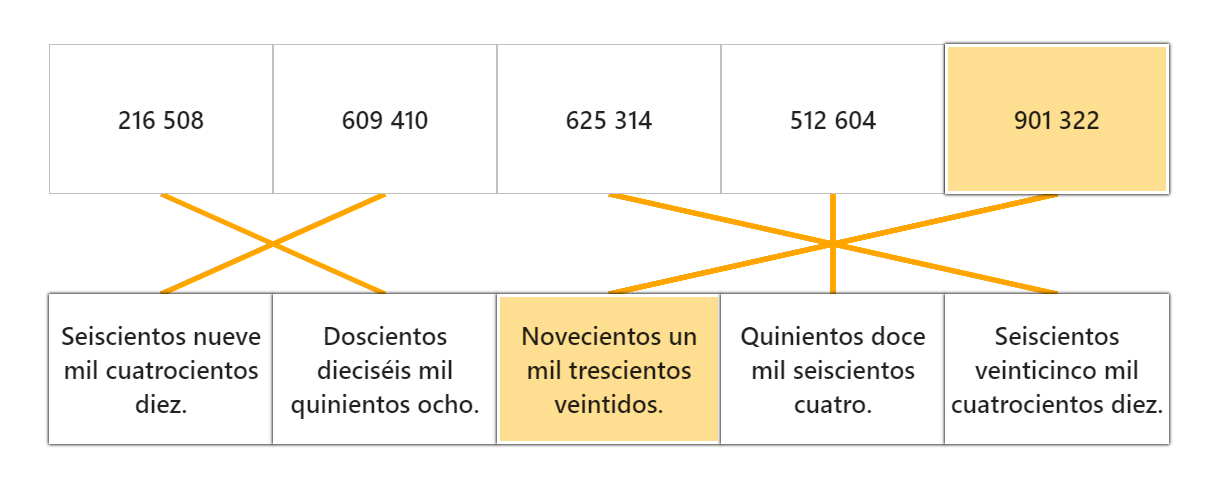 216 508
609 410
625 314
512 604
901 322
Seiscientos nueve
mil cuatrocientos
diez.
Doscientos
dieciséis mil
quinientos ocho.
Novecientos un
mil trescientos
veintidos.
Quinientos doce
mil seiscientos
cuatro.
Seiscientos
veinticinco mil
cuatrocientos diez.